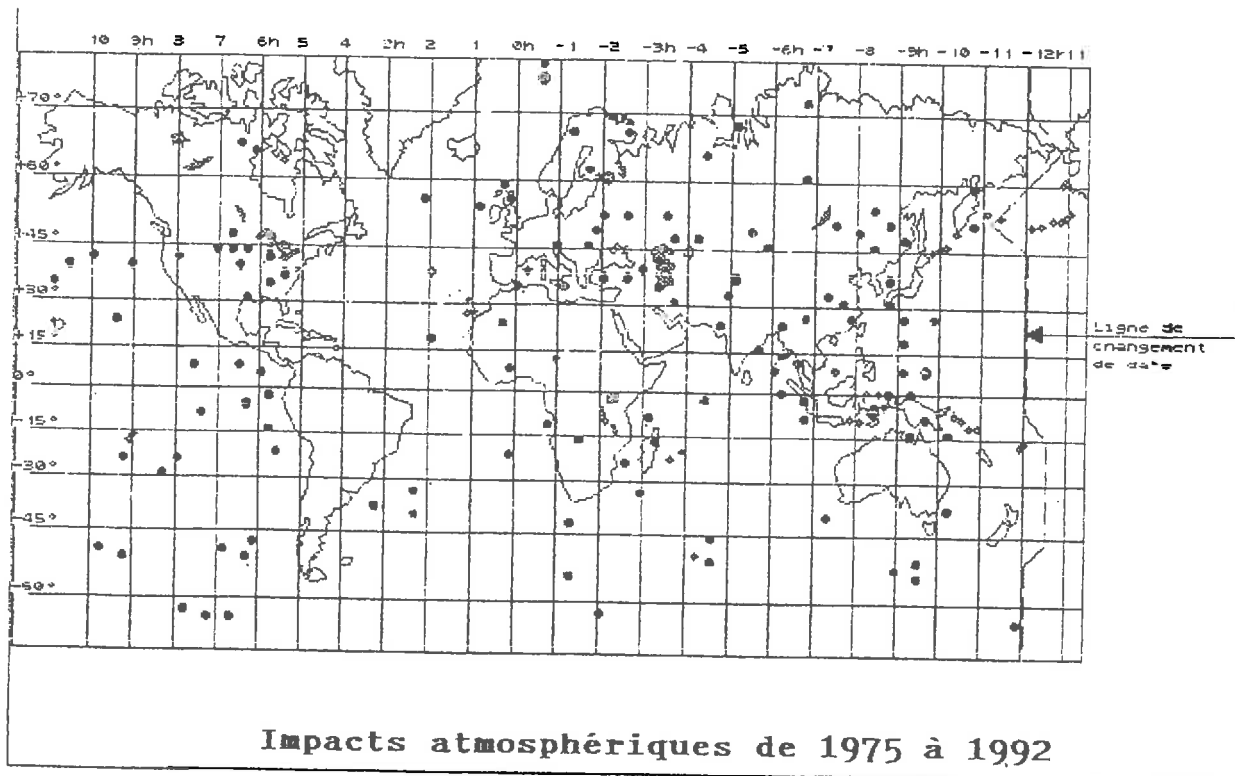 10 9h 8 7 6h 5 4 2h 2 1 0h -1 -2 -3h -4 -5 -6h -7 -8 -9h -10 -11 -12h11
+70°
+60°
+45°
+30°
+15°
0°
-15°
-30°
-45°
-60°
Ligne de
changement
de date
Impacts atmosphériques de 1975 à 1992